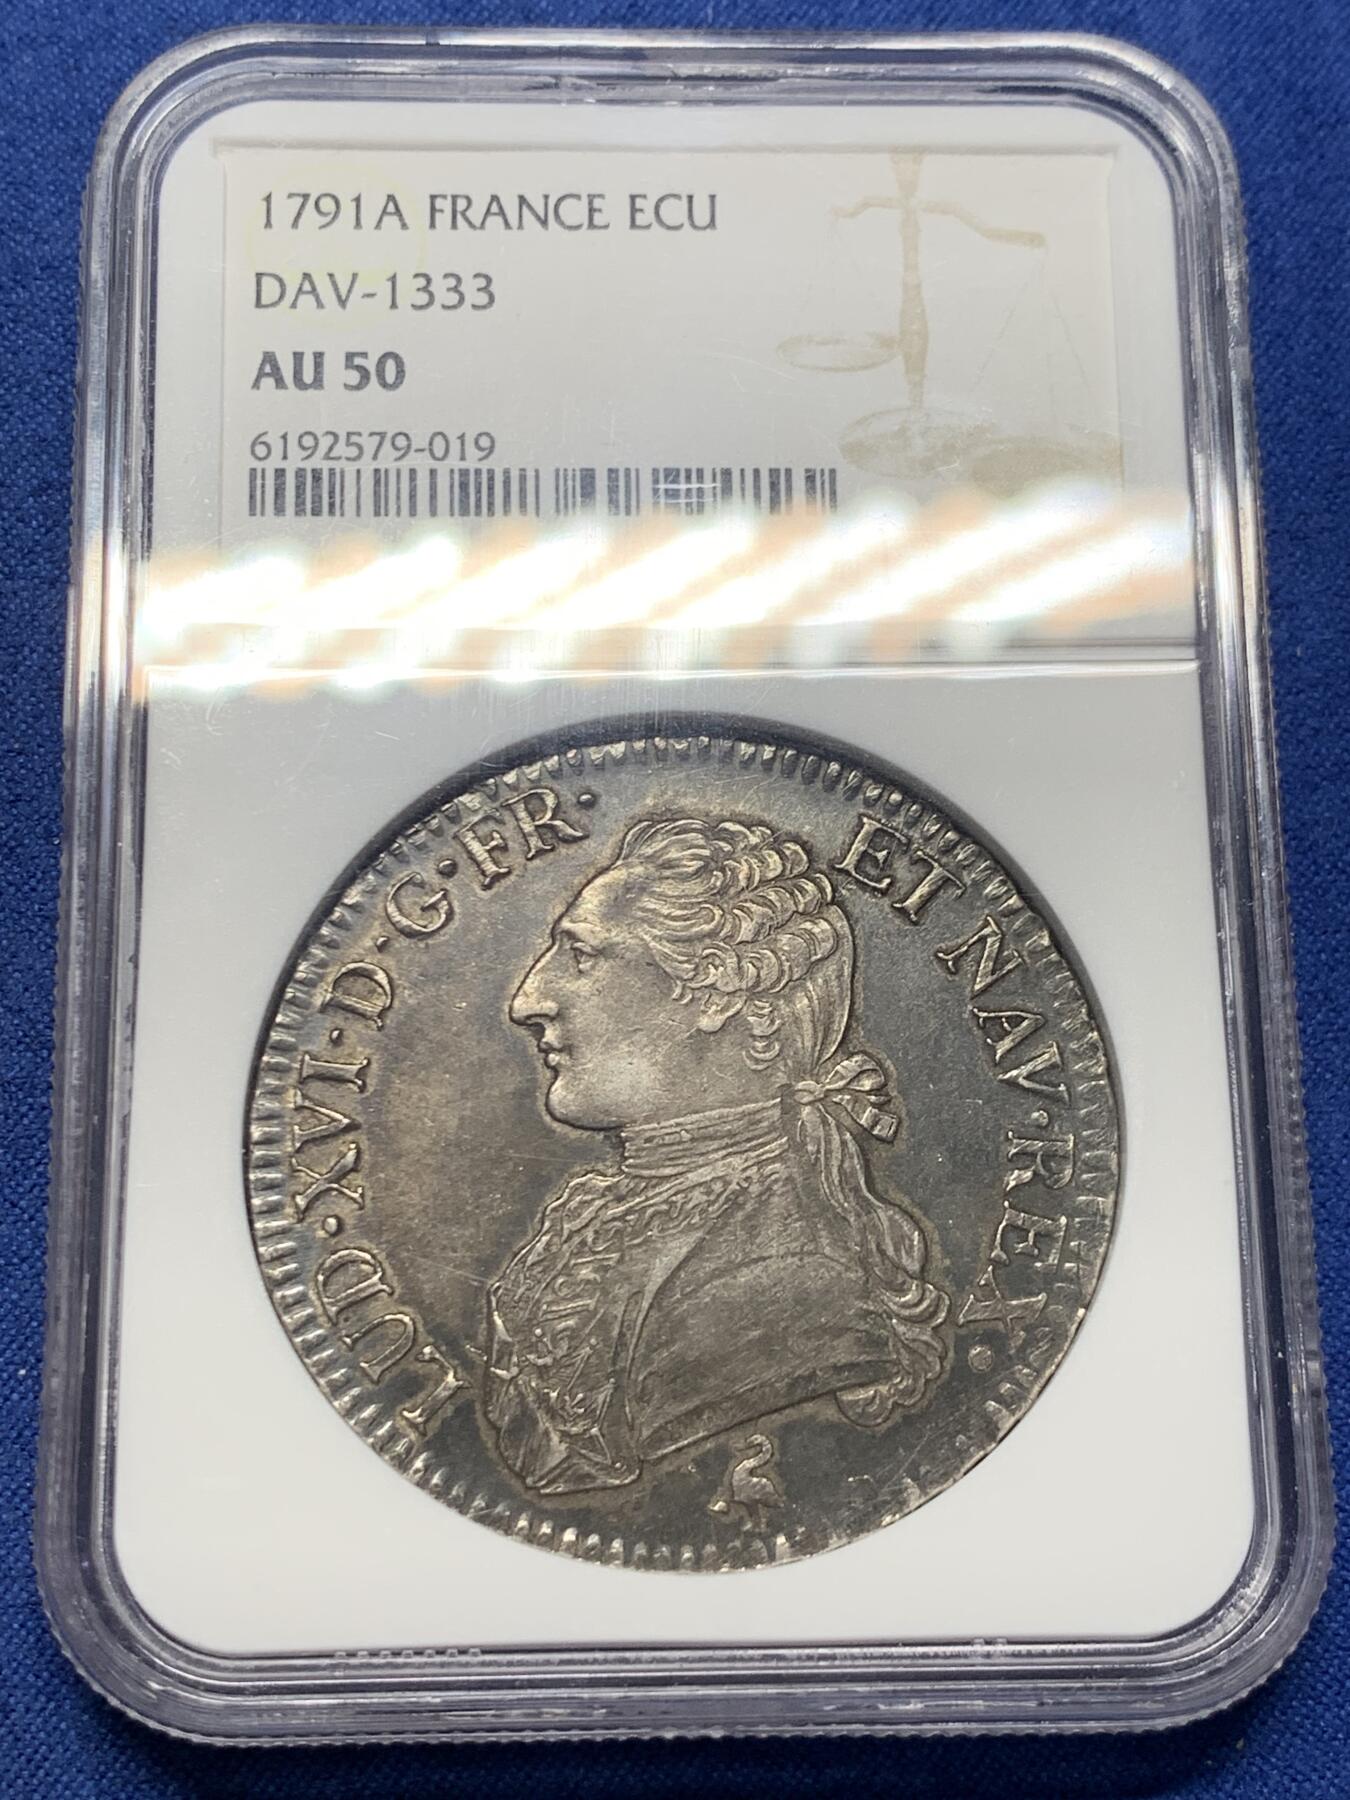 1791A FRANCE ECU
DAV-1333
AU 50
6192579-019
LUD·XVI·D·G·FR· ET NAV·REX·